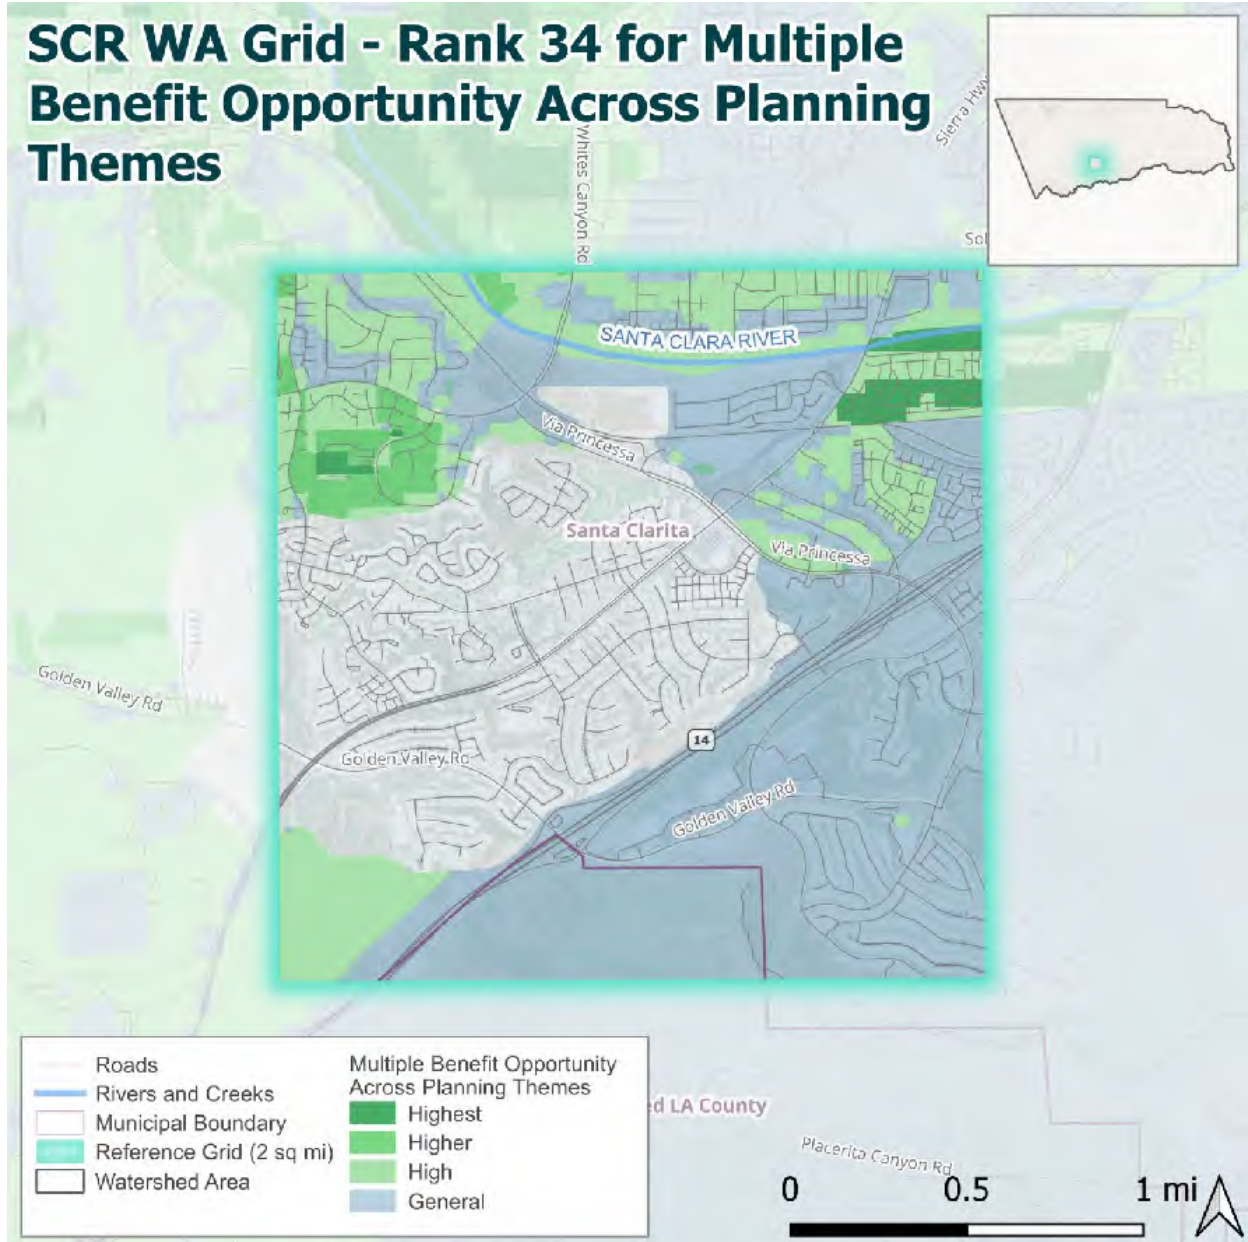 SCR WA Grid - Rank 34 for Multiple
Benefit Opportunity Across Planning
Themes
Sierra Hwy
Whites Canyon Rd
SANTA CLARA RIVER
Via Princessa
Santa Clarita
Via Princessa
Golden Valley Rd
14
Golden Valley Rd
Golden Valley Rd
Roads
Rivers and Creeks
Municipal Boundary
Reference Grid (2 sq mi)
Watershed Area
Multiple Benefit Opportunity
Across Planning Themes
Highest
Higher
High
General
ed LA County
Placerita Canyon Rd
0 0.5 1 mi